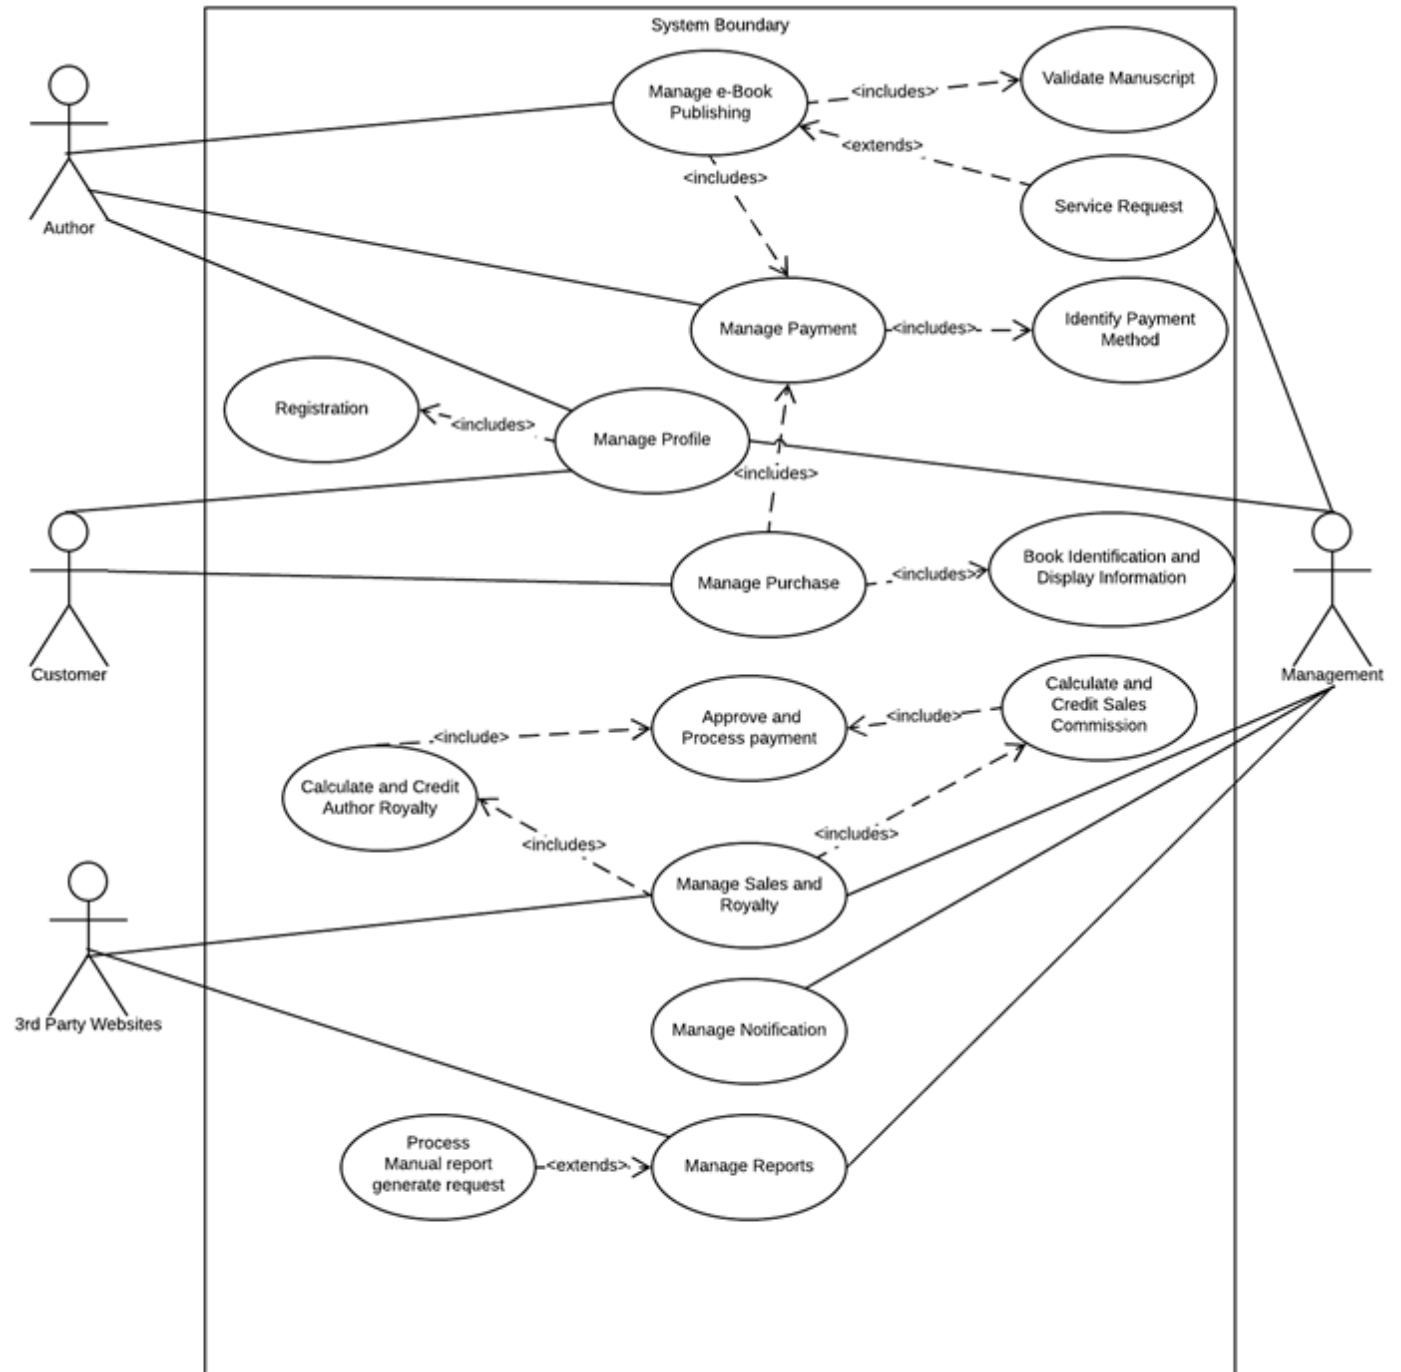 System Boundary
Manage e-Book
Publishing
<includes>
Validate Manuscript
<extends>
<includes>
Service Request
Author
Manage Payment
<includes>
Identify Payment
Method
Registration
<includes>
Manage Profile
<includes>
Manage Purchase
<includes>
Book Identification and
Display Information
Customer
Management
Approve and
Process payment
<include>
Calculate and
Credit Sales
Commission
<include>
Calculate and Credit
Author Royalty
<includes>
<includes>
Manage Sales and
Royalty
3rd Party Websites
Manage Notification
Process
Manual report
generate request
<extends>
Manage Reports